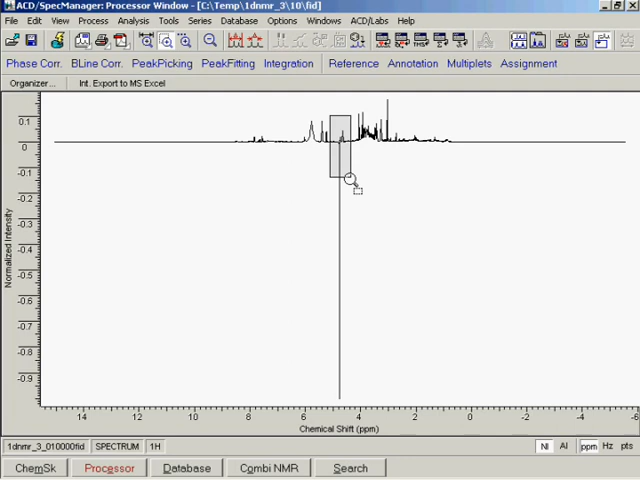 ACD/SpecManager: Processor Window - [C:\Temp\1dnmr_3\10\fid]
File Edit View Process Analysis Tools Series Database Options Windows ACD/Labs Help
Phase Corr. BLine Corr. PeakPicking PeakFitting Integration Reference Annotation Multiplets Assignment
Organizer... Int. Export to MS Excel
0.1
0
-0.1
-0.2
-0.3
-0.4
-0.5
-0.6
-0.7
-0.8
-0.9
Normalized Intensity
14 12 10 8 6 4 2 0 -2 -4 -6
Chemical Shift (ppm)
1dnmr_3_010000fid SPECTRUM 1H NI AI ppm Hz pts
ChemSk Processor Database Combi NMR Search